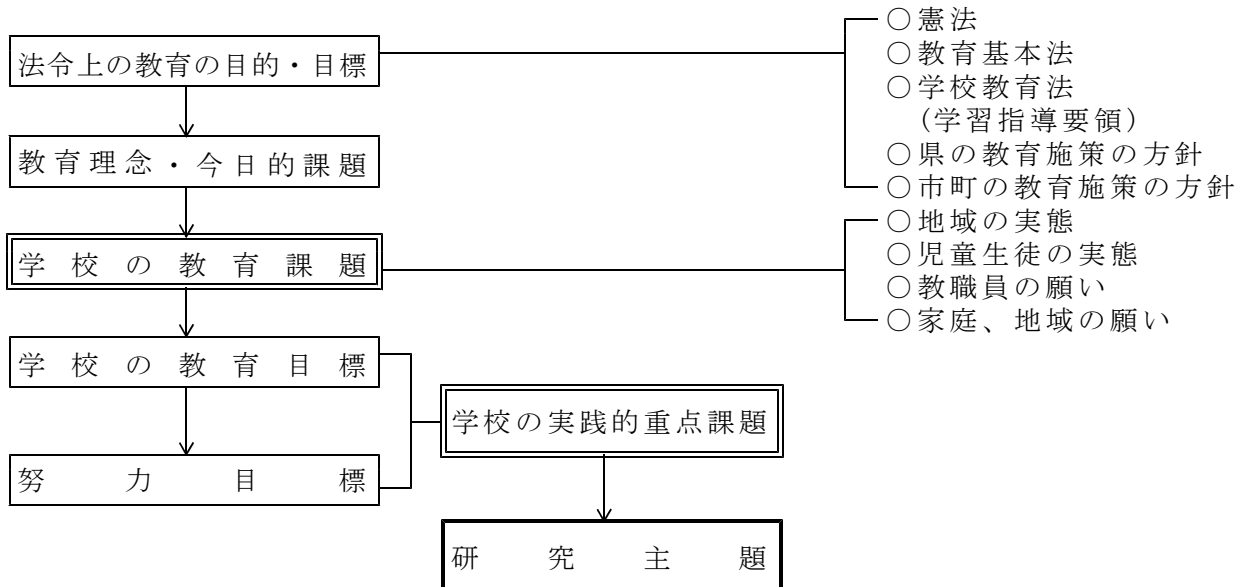 法令上の教育の目的・目標
教育理念・今日的課題
学校の教育課題
学校の教育目標
努力目標
学校の実践的重点課題
研究主題
○憲法
○教育基本法
○学校教育法
(学習指導要領)
○県の教育施策の方針
○市町の教育施策の方針
○地域の実態
○児童生徒の実態
○教職員の願い
○家庭、地域の願い